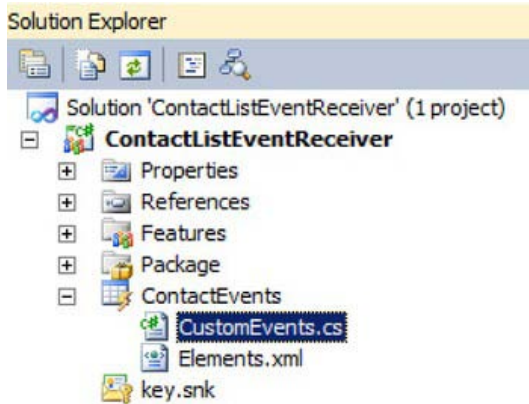 Solution Explorer
Solution 'ContactListEventReceiver' (1 project)
ContactListEventReceiver
Properties
References
Features
Package
ContactEvents
CustomEvents.cs
Elements.xml
key.snk